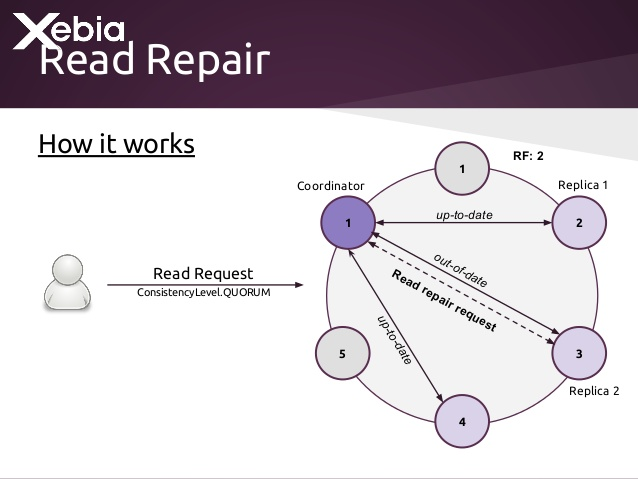 Xebia
Read Repair
How it works
RF: 2
1
Coordinator
Replica 1
1
up-to-date
2
out-of-date
Read Request
Read repair request
ConsistencyLevel.QUORUM
up-to-date
5
3
Replica 2
4